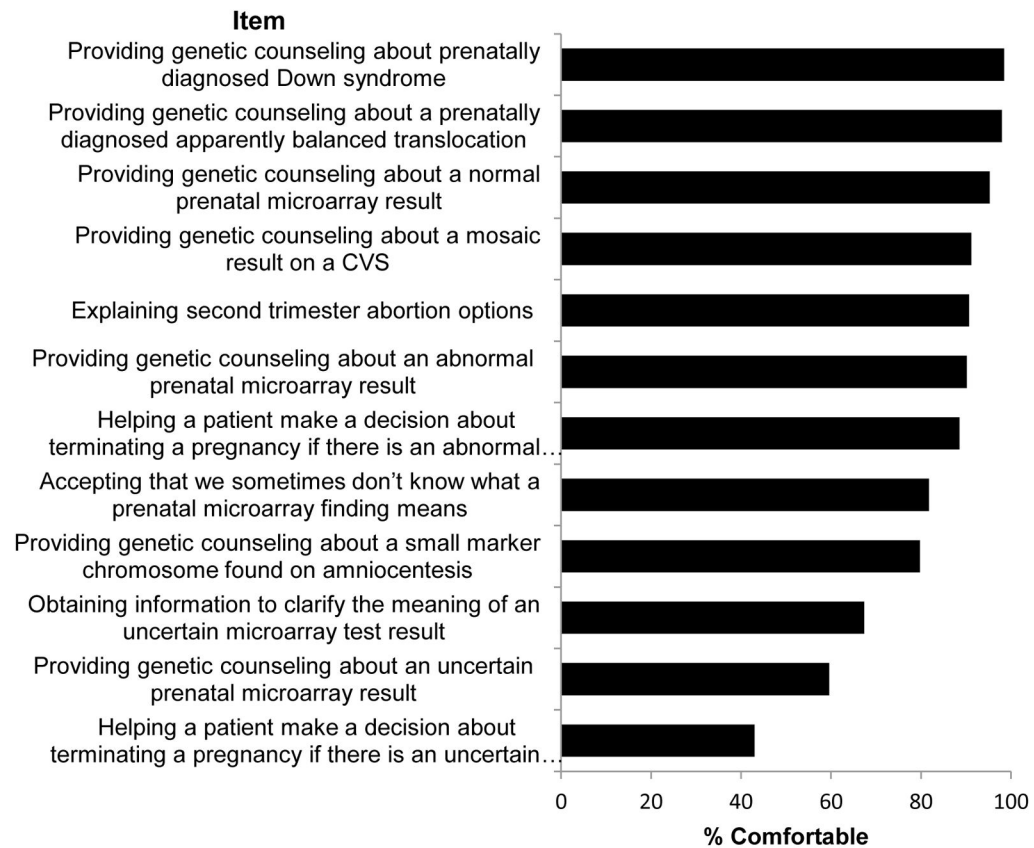 Item
Providing genetic counseling about prenatally
diagnosed Down syndrome
Providing genetic counseling about a prenatally
diagnosed apparently balanced translocation
Providing genetic counseling about a normal
prenatal microarray result
Providing genetic counseling about a mosaic
result on a CVS
Explaining second trimester abortion options
Providing genetic counseling about an abnormal
prenatal microarray result
Helping a patient make a decision about
terminating a pregnancy if there is an abnormal…
Accepting that we sometimes don’t know what a
prenatal microarray finding means
Providing genetic counseling about a small marker
chromosome found on amniocentesis
Obtaining information to clarify the meaning of an
uncertain microarray test result
Providing genetic counseling about an uncertain
prenatal microarray result
Helping a patient make a decision about
terminating a pregnancy if there is an uncertain…
0 20 40 60 80 100
% Comfortable